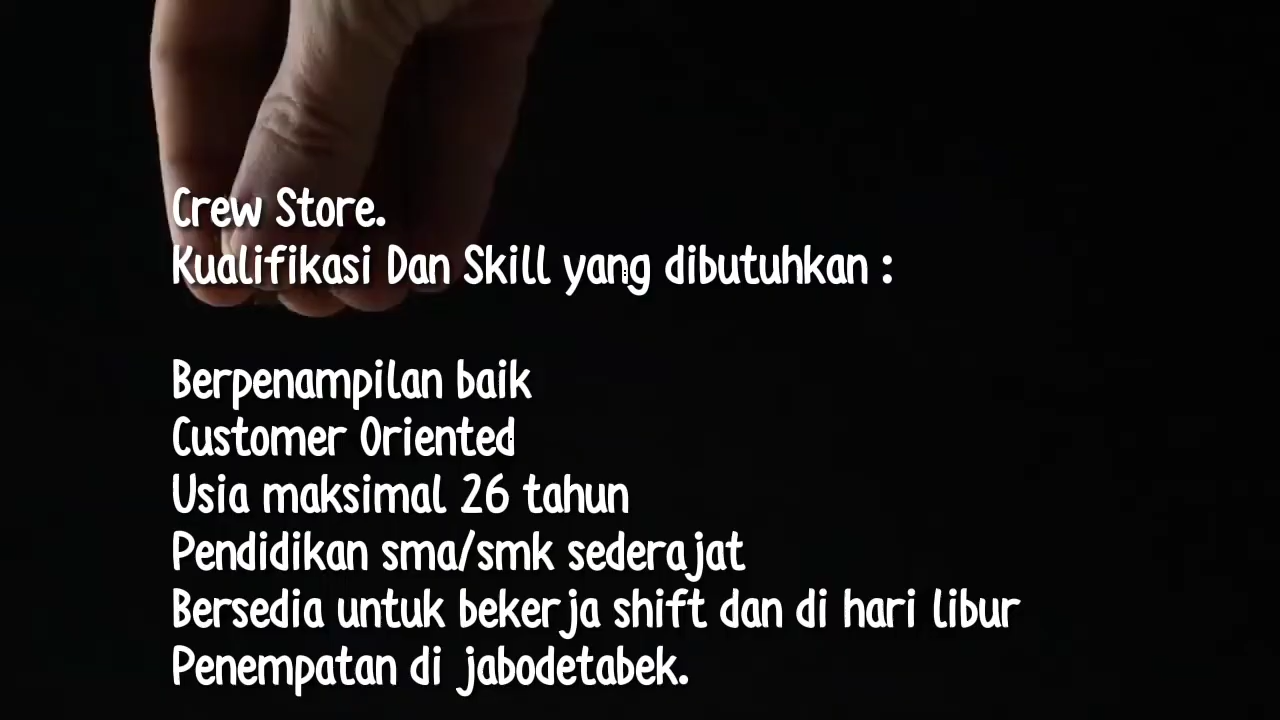 Crew Store.
Kualifikasi Dan Skill yang dibutuhkan :
Berpenampilan baik
Customer Oriented
Usia maksimal 26 tahun
Pendidikan sma/smk sederajat
Bersedia untuk bekerja shift dan di hari libur
Penempatan di jabodetabek.